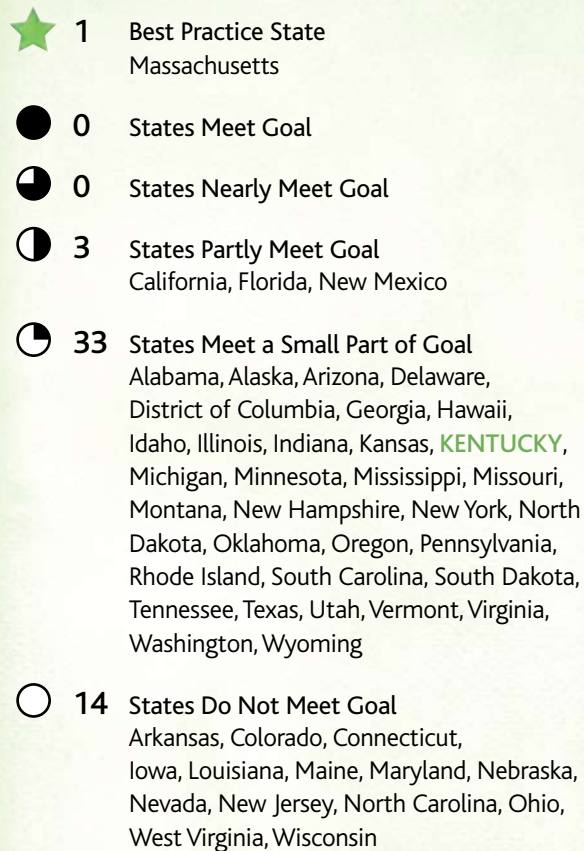 1 Best Practice State
Massachusetts
0 States Meet Goal
0 States Nearly Meet Goal
3 States Partly Meet Goal
California, Florida, New Mexico
33 States Meet a Small Part of Goal
Alabama, Alaska, Arizona, Delaware,
District of Columbia, Georgia, Hawaii,
Idaho, Illinois, Indiana, Kansas, KENTUCKY,
Michigan, Minnesota, Mississippi, Missouri,
Montana, New Hampshire, New York, North
Dakota, Oklahoma, Oregon, Pennsylvania,
Rhode Island, South Carolina, South Dakota,
Tennessee, Texas, Utah, Vermont, Virginia,
Washington, Wyoming
14 States Do Not Meet Goal
Arkansas, Colorado, Connecticut,
Iowa, Louisiana, Maine, Maryland, Nebraska,
Nevada, New Jersey, North Carolina, Ohio,
West Virginia, Wisconsin